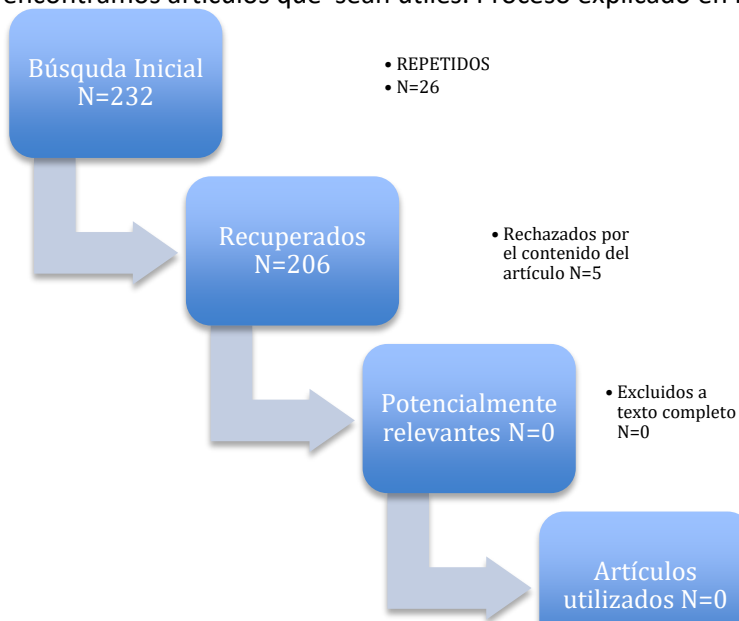 encontramos artículos que sean útiles. Proceso explicado en
Búsquda Inicial
N=232
• REPETIDOS
• N=26
Recuperados
N=206
• Rechazados por
el contenido del
artículo N=5
Potencialmente
relevantes N=0
• Excluidos a
texto completo
N=0
Artículos
utilizados N=0